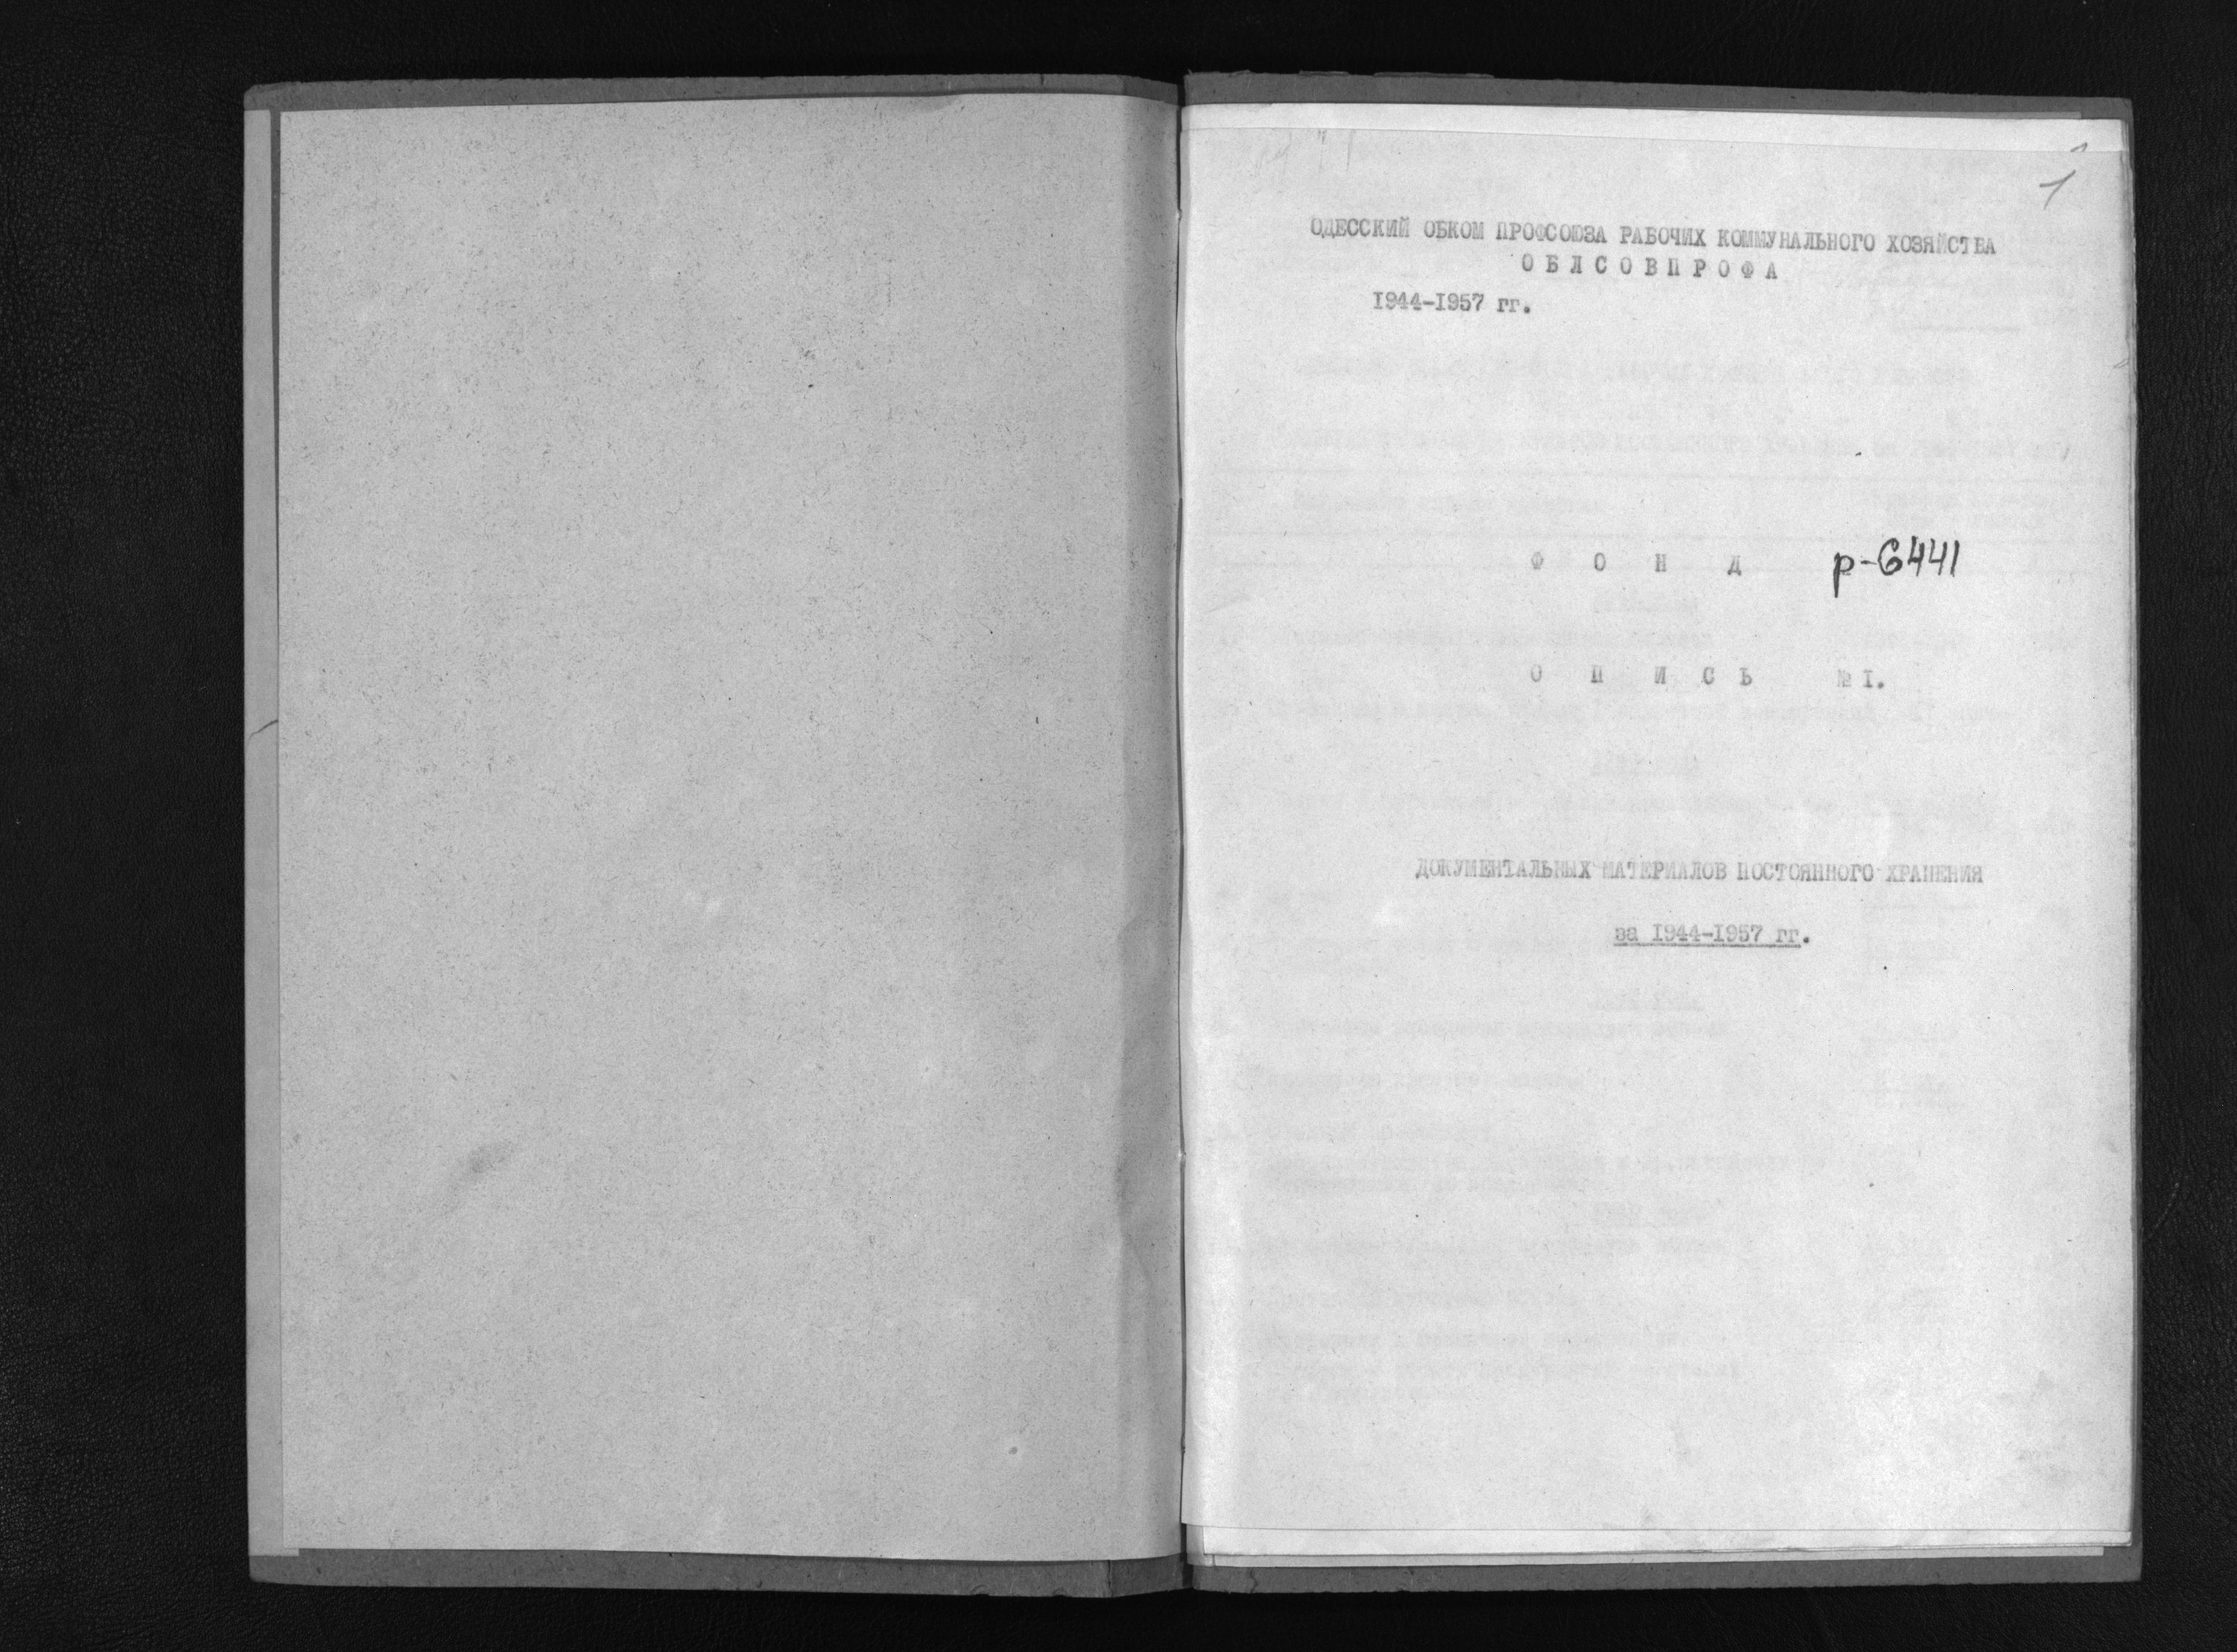 1
ОДЕССКИЙ ОБКОМ ПРОФСОЮЗА РАБОЧИХ КОММУНАЛЬНОГО ХОЗЯЙСТВА
О Б Л С О В П Р О Ф А
1944-1957 гг.
Ф О Н Д р-6441
О П И С Ь № I.
ДОКУМЕНТАЛЬНЫХ МАТЕРИАЛОВ ПОСТОЯННОГО ХРАНЕНИЯ
за 1944-1957 гг.